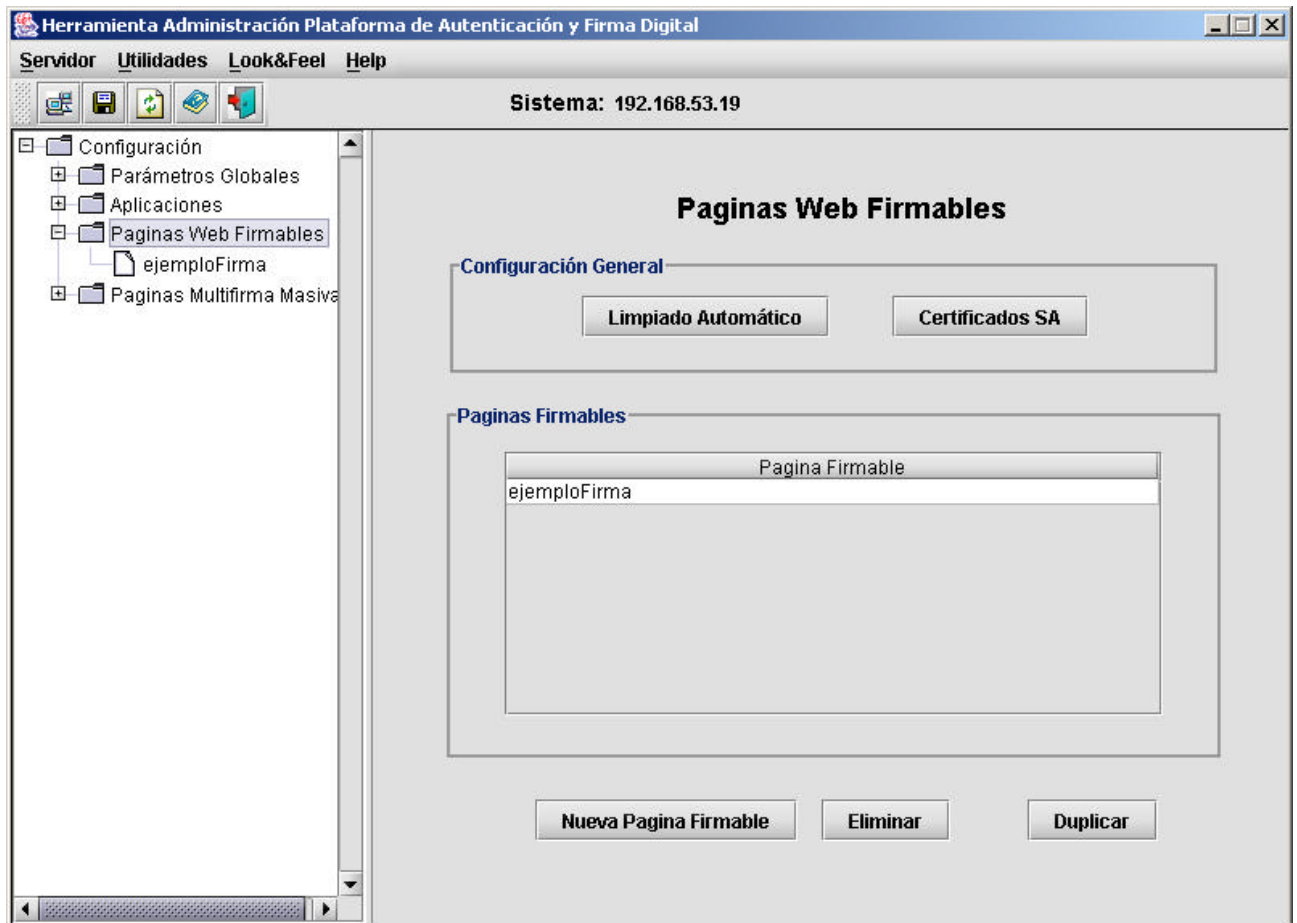 Herramienta Administración Plataforma de Autenticación y Firma Digital
Servidor Utilidades Look&Feel Help
Sistema: 192.168.53.19
Configuración
Parámetros Globales
Aplicaciones
Paginas Web Firmables
ejemploFirma
Paginas Multifirma Masiva
Paginas Web Firmables
Configuración General
Limpiado Automático Certificados SA
Paginas Firmables
Pagina Firmable
ejemploFirma
Nueva Pagina Firmable Eliminar Duplicar